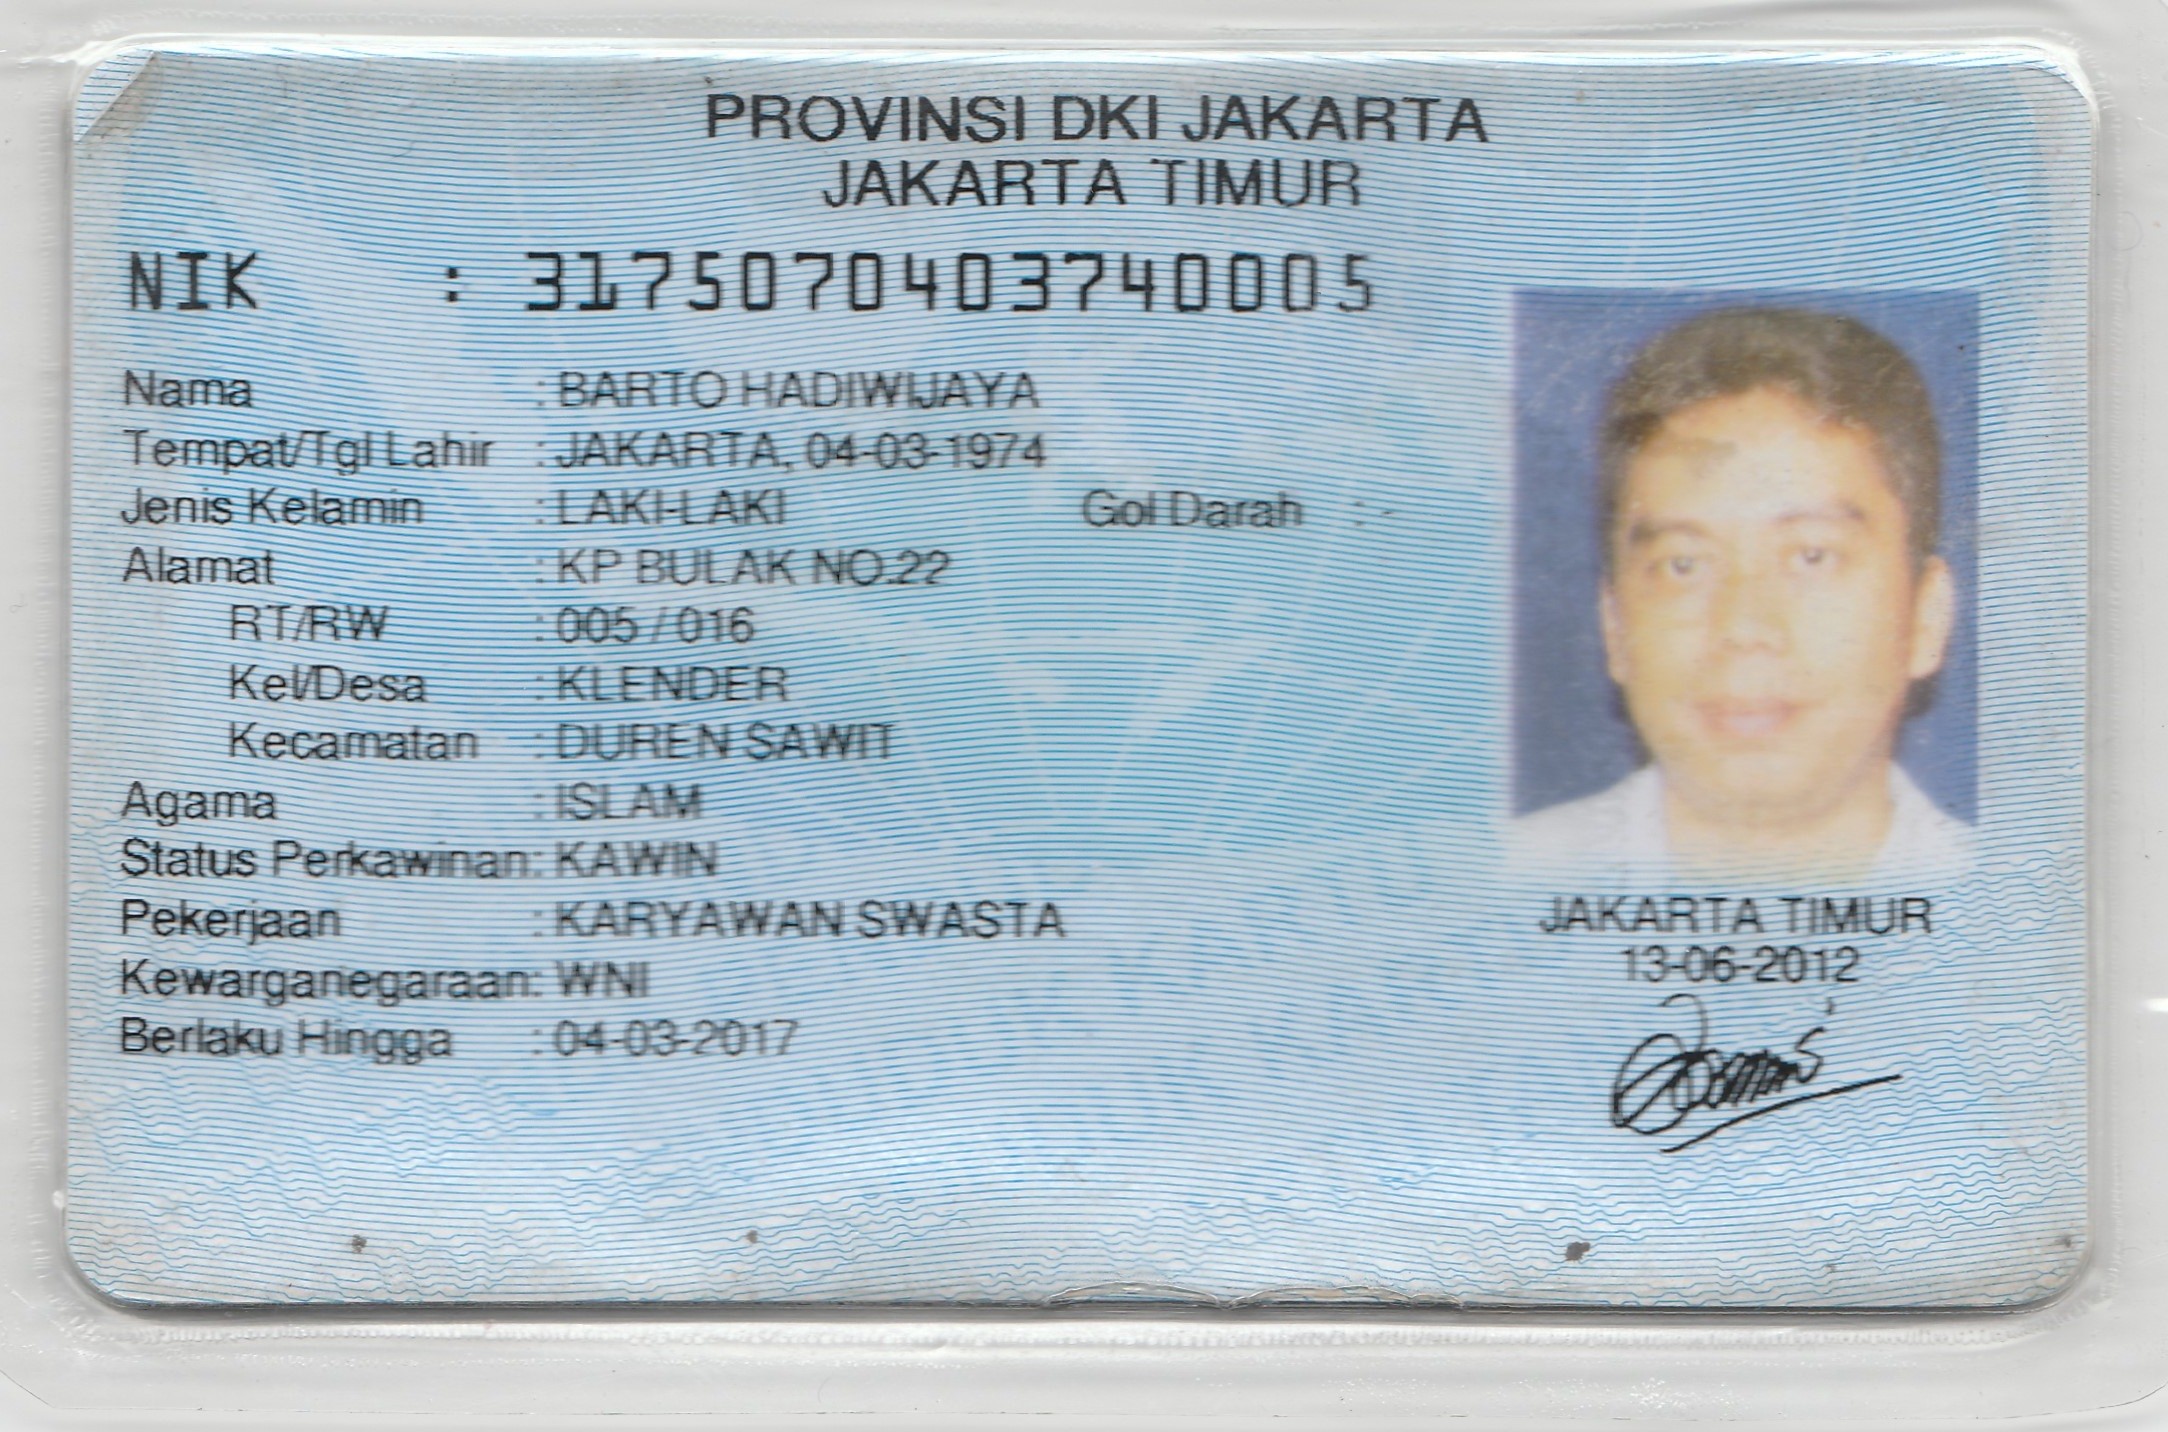 PROVINSI DKI JAKARTA
JAKARTA TIMUR
NIK : 3175070403740005
Nama : BARTO HADIWIJAYA
Tempat/Tgl Lahir : JAKARTA, 04-03-1974
Jenis Kelamin : LAKI-LAKI Gol Darah : -
Alamat : KP BULAK NO.22
RT/RW : 005 / 016
Kel/Desa : KLENDER
Kecamatan : DUREN SAWIT
Agama : ISLAM
Status Perkawinan: KAWIN
Pekerjaan : KARYAWAN SWASTA
Kewarganegaraan: WNI
Berlaku Hingga : 04-03-2017
JAKARTA TIMUR
13-06-2012